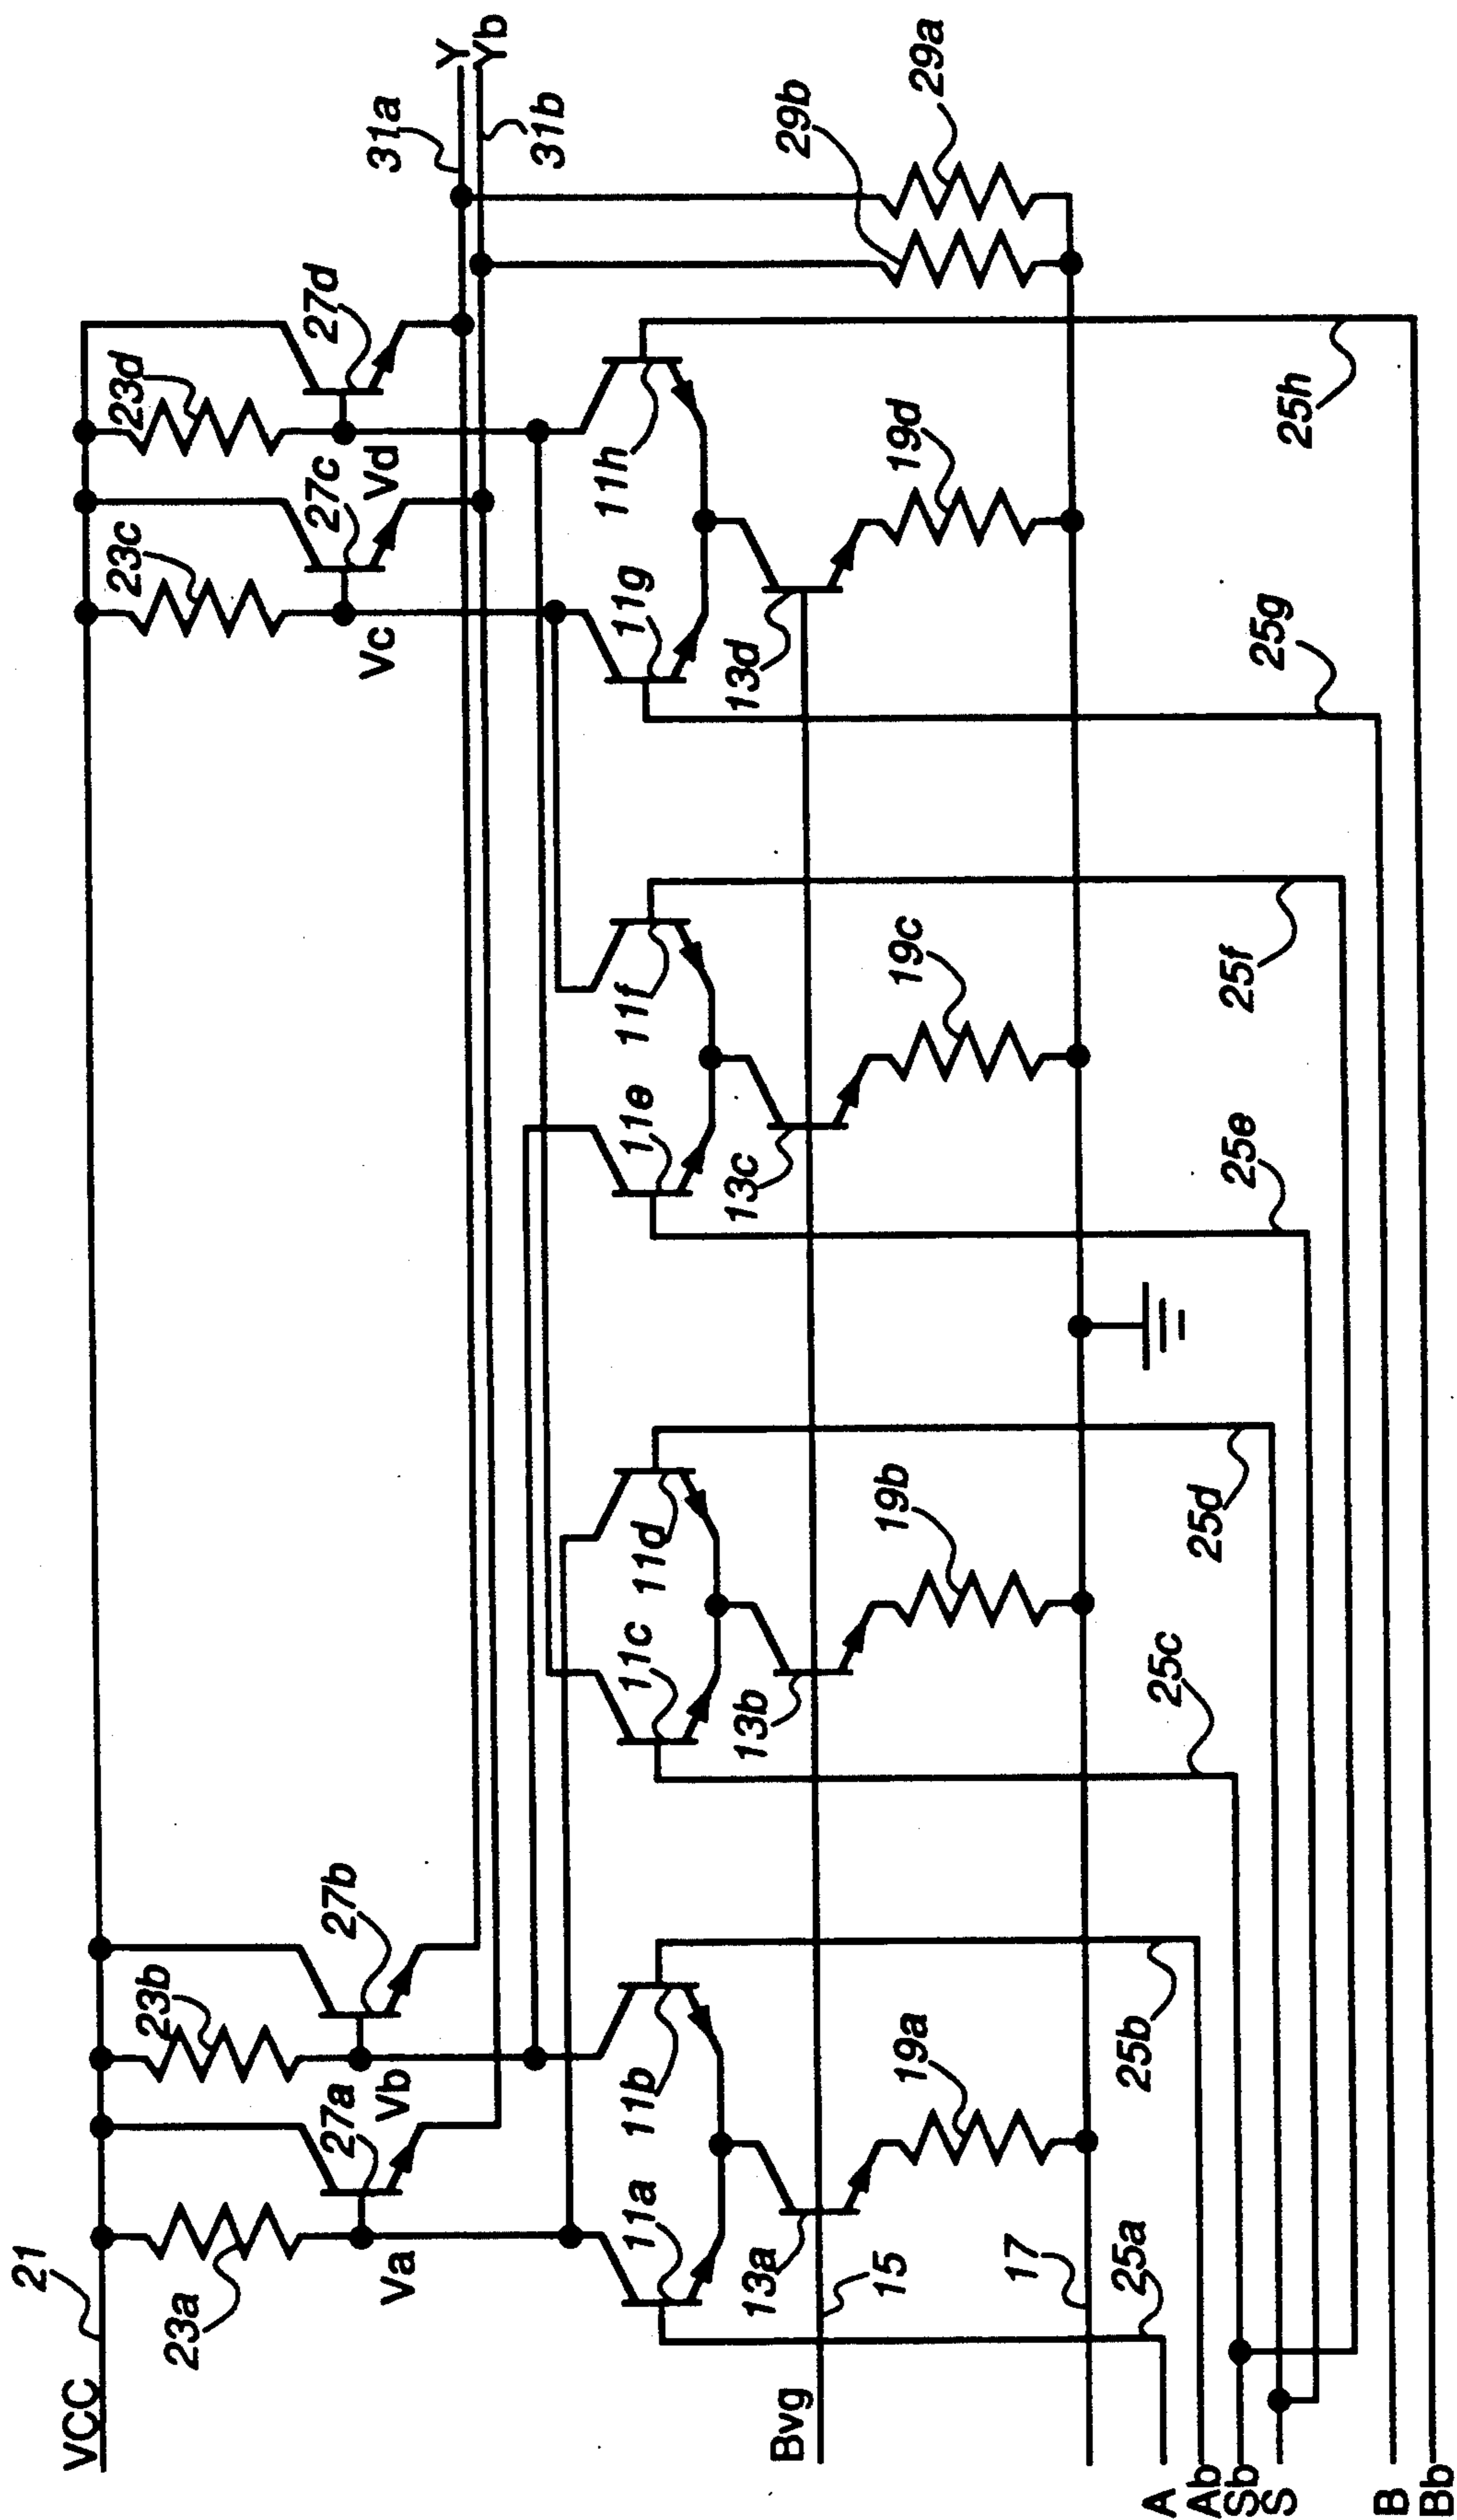 VCC
21
23a
Va
27a
Vb
23b
27b
23c
Vc
27c
Vd
23d
27d
31a
Y
Yb
31b
11a
11b
11c
11d
11e
11f
11g
11h
Bvg
15
13a
13b
13c
13d
17
19a
19b
19c
19d
29b
29a
25a
25b
25c
25d
25e
25f
25g
25h
A
Ab
Sb
S
B
Bb